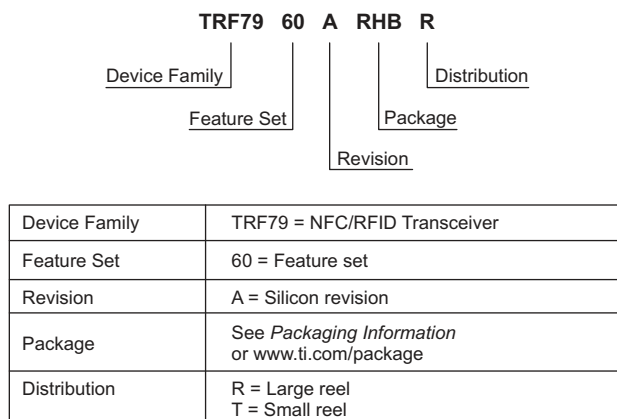 TRF79 60 A RHB R
Device Family
Distribution
Feature Set
Package
Revision
Device Family TRF79 = NFC/RFID Transceiver
Feature Set 60 = Feature set
Revision A = Silicon revision
Package See Packaging Information
or www.ti.com/package
Distribution R = Large reel
T = Small reel